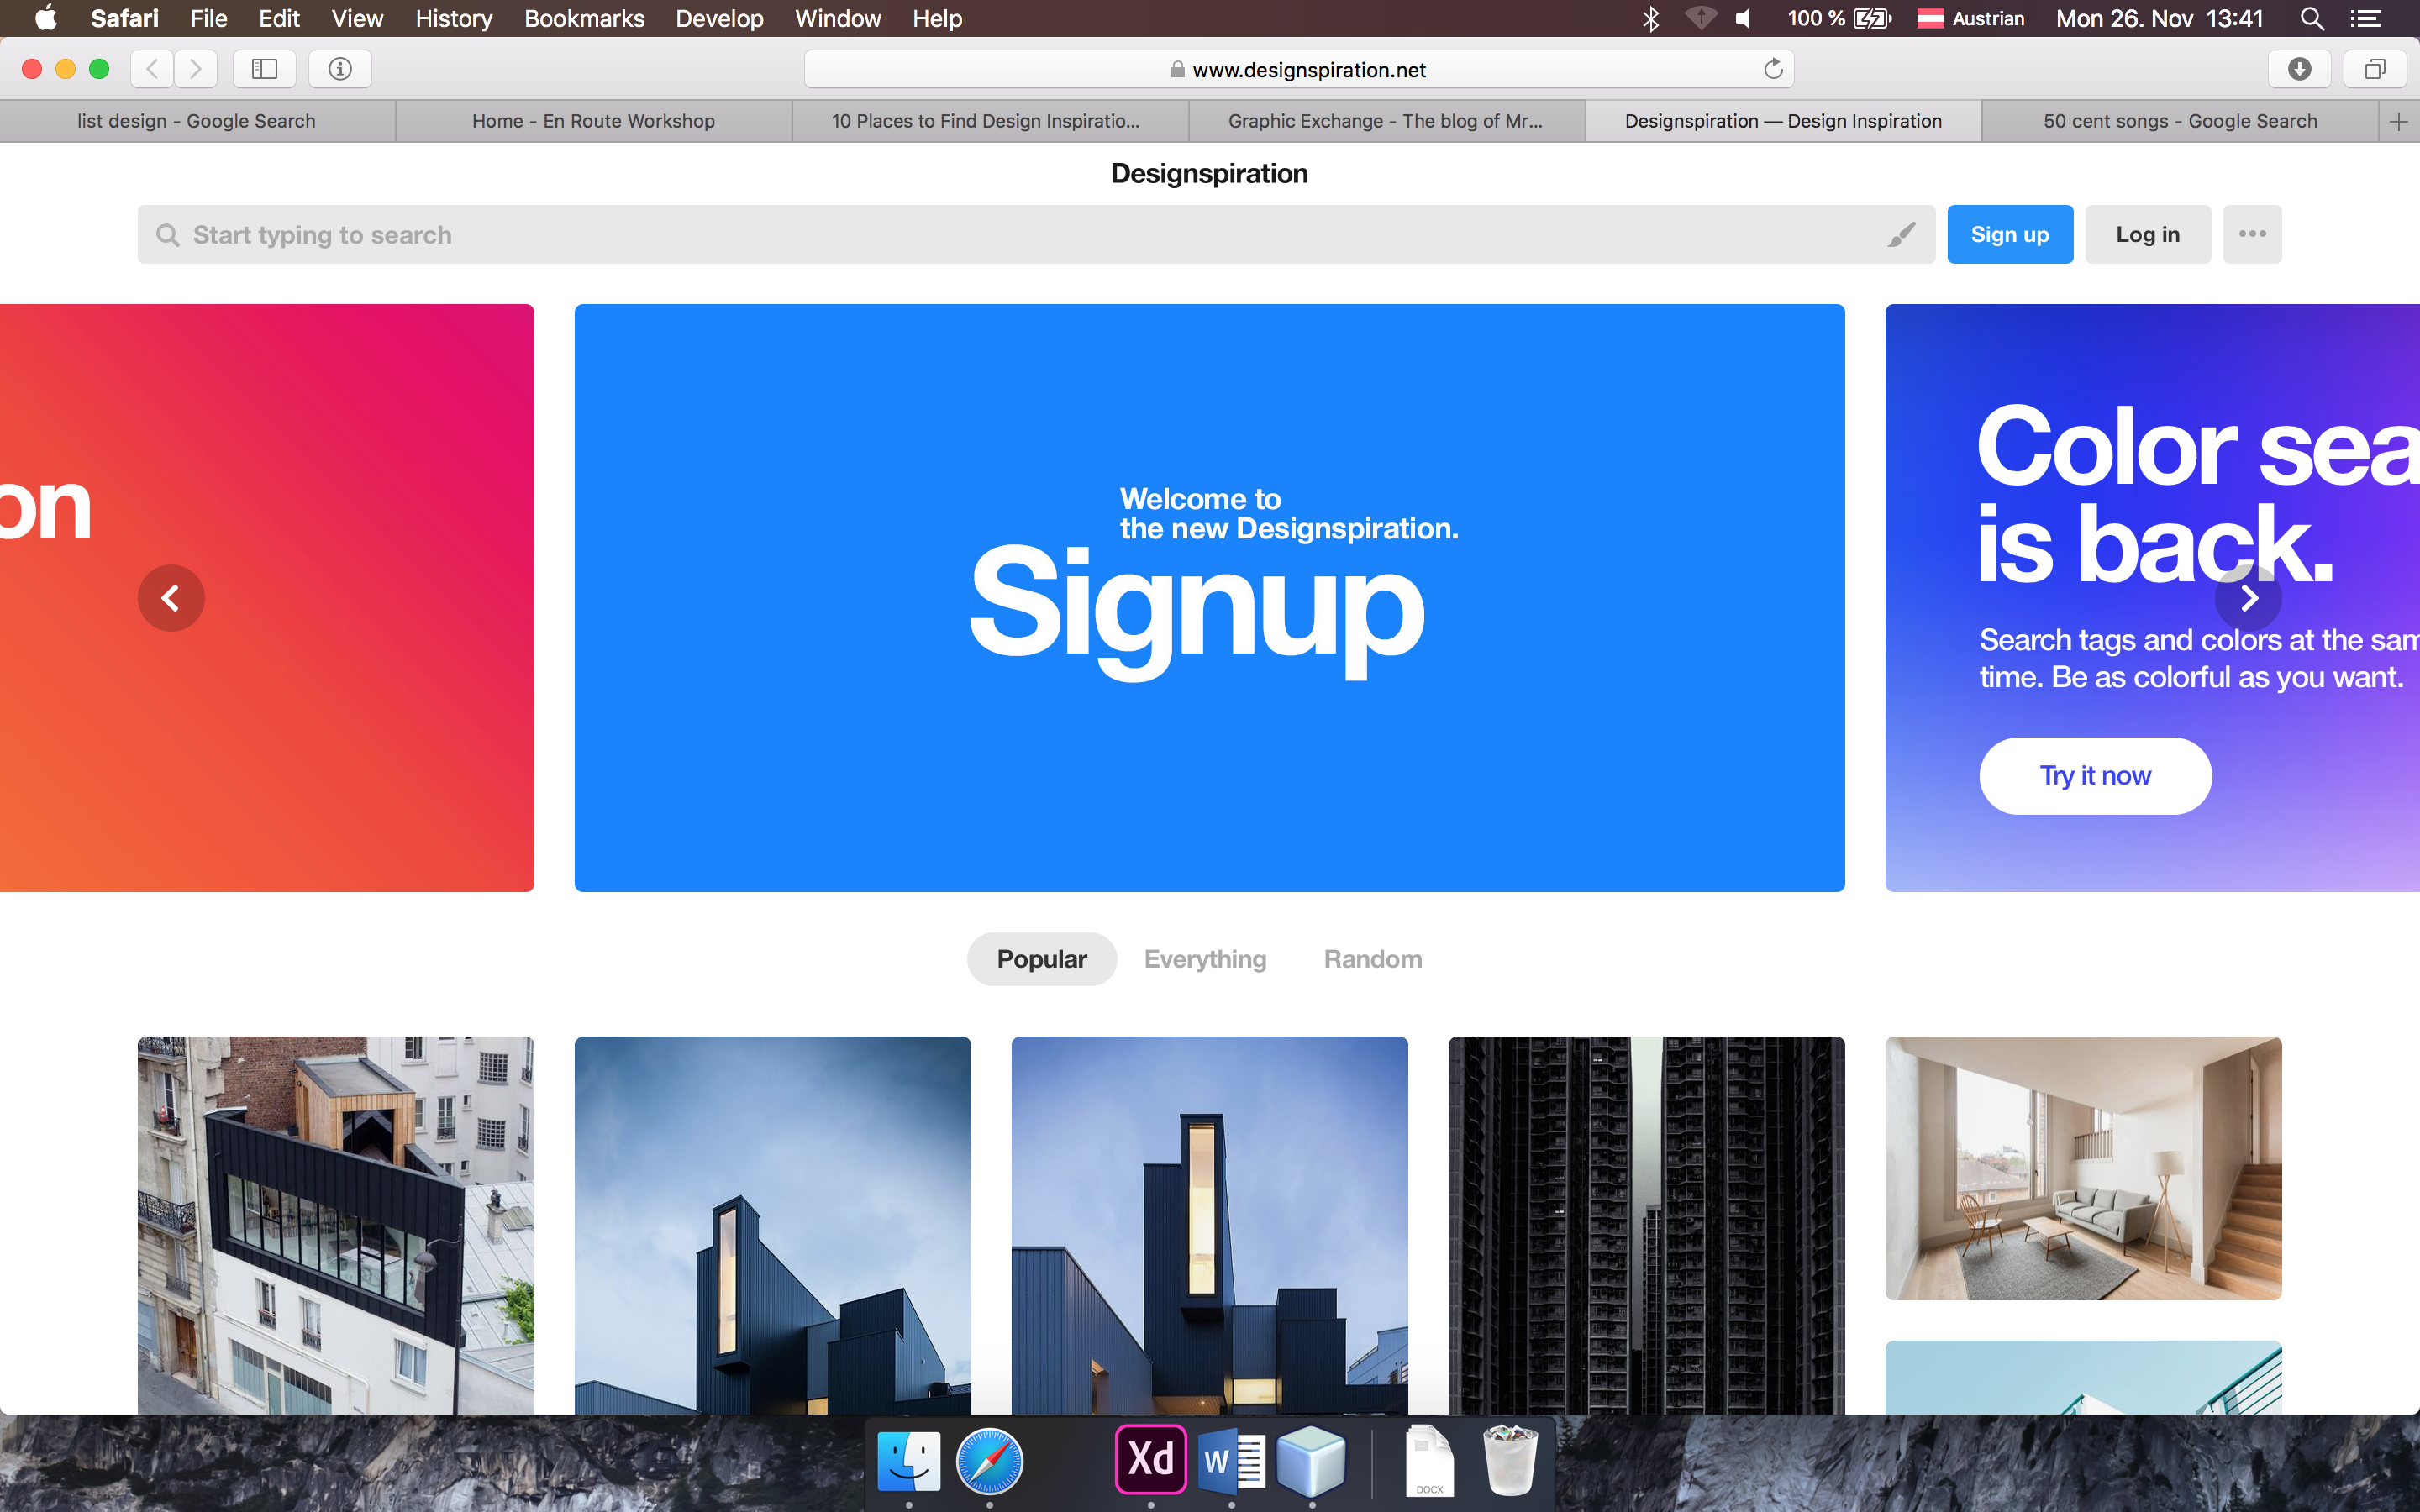 Safari File Edit View History Bookmarks Develop Window Help 100 % Austrian Mon 26. Nov 13:41
www.designspiration.net
list design - Google Search
Home - En Route Workshop
10 Places to Find Design Inspiratio...
Graphic Exchange - The blog of Mr...
Designspiration — Design Inspiration
50 cent songs - Google Search
Designspiration
Start typing to search
Sign up
Log in
on
Welcome to
the new Designspiration.
Signup
Color sea
is back.
Search tags and colors at the sam
time. Be as colorful as you want.
Try it now
Popular Everything Random
Xd
W
DOCX